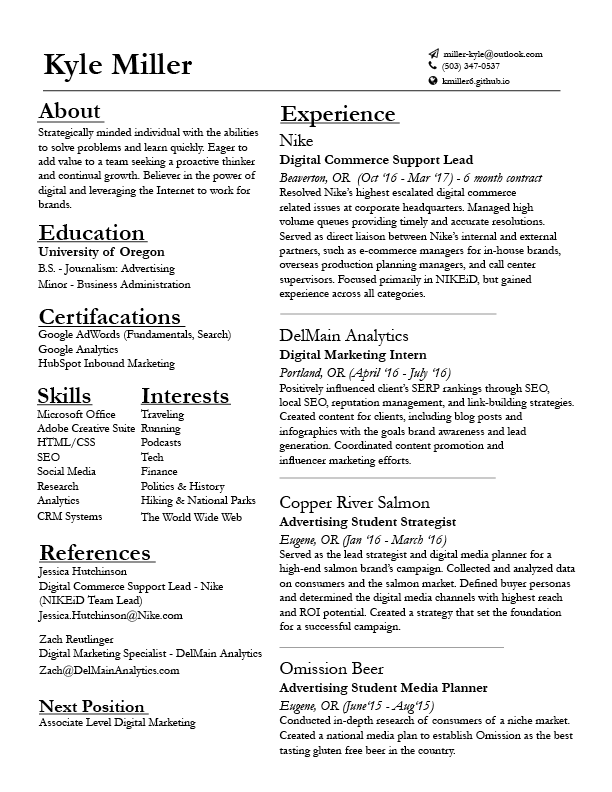 Kyle Miller
miller-kyle@outlook.com
(503) 347-0537
kmiller6.github.io
About
Strategically minded individual with the abilities
to solve problems and learn quickly. Eager to
add value to a team seeking a proactive thinker
and continual growth. Believer in the power of
digital and leveraging the Internet to work for
brands.
Education
University of Oregon
B.S. - Journalism: Advertising
Minor - Business Administration
Certifacations
Google AdWords (Fundamentals, Search)
Google Analytics
HubSpot Inbound Marketing
Skills
Microsoft Office
Adobe Creative Suite
HTML/CSS
SEO
Social Media
Research
Analytics
CRM Systems
Interests
Traveling
Running
Podcasts
Tech
Finance
Politics & History
Hiking & National Parks
The World Wide Web
References
Jessica Hutchinson
Digital Commerce Support Lead - Nike
(NIKEiD Team Lead)
Jessica.Hutchinson@Nike.com
Zach Reutlinger
Digital Marketing Specialist - DelMain Analytics
Zach@DelMainAnalytics.com
Next Position
Associate Level Digital Marketing
Experience
Nike
Digital Commerce Support Lead
Beaverton, OR (Oct '16 - Mar '17) - 6 month contract
Resolved Nike's highest escalated digital commerce
related issues at corporate headquarters. Managed high
volume queues providing timely and accurate resolutions.
Served as direct liaison between Nike's internal and external
partners, such as e-commerce managers for in-house brands,
overseas production planning managers, and call center
supervisors. Focused primarily in NIKEiD, but gained
experience across all categories.
DelMain Analytics
Digital Marketing Intern
Portland, OR (April '16 - July '16)
Positively influenced client's SERP rankings through SEO,
local SEO, reputation management, and link-building strategies.
Created content for clients, including blog posts and
infographics with the goals brand awareness and lead
generation. Coordinated content promotion and
influencer marketing efforts.
Copper River Salmon
Advertising Student Strategist
Eugene, OR (Jan '16 - March '16)
Served as the lead strategist and digital media planner for a
high-end salmon brand's campaign. Collected and analyzed data
on consumers and the salmon market. Defined buyer personas
and determined the digital media channels with highest reach
and ROI potential. Created a strategy that set the foundation
for a successful campaign.
Omission Beer
Advertising Student Media Planner
Eugene, OR (June'15 - Aug'15)
Conducted in-depth research of consumers of a niche market.
Created a national media plan to establish Omission as the best
tasting gluten free beer in the country.